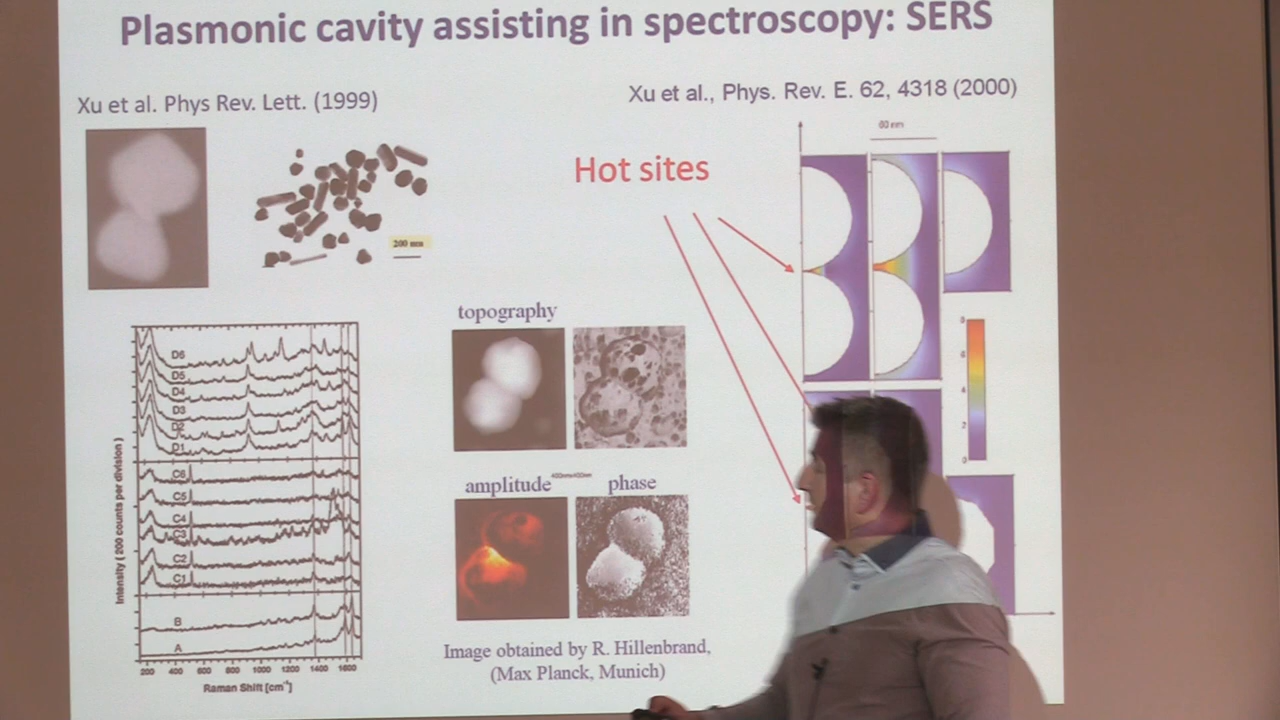 Plasmonic cavity assisting in spectroscopy: SERS
Xu et al. Phys Rev. Lett. (1999)
Xu et al., Phys. Rev. E. 62, 4318 (2000)
Hot sites
200 nm
topography
amplitude
phase
Image obtained by R. Hillenbrand,
(Max Planck, Munich)
Intensity ( 200 counts per division )
D6
D5
D4
D3
D2
D1
C6
C5
C4
C3
C2
C1
B
A
200 400 600 800 1000 1200 1400 1600
Raman Shift [cm⁻¹]